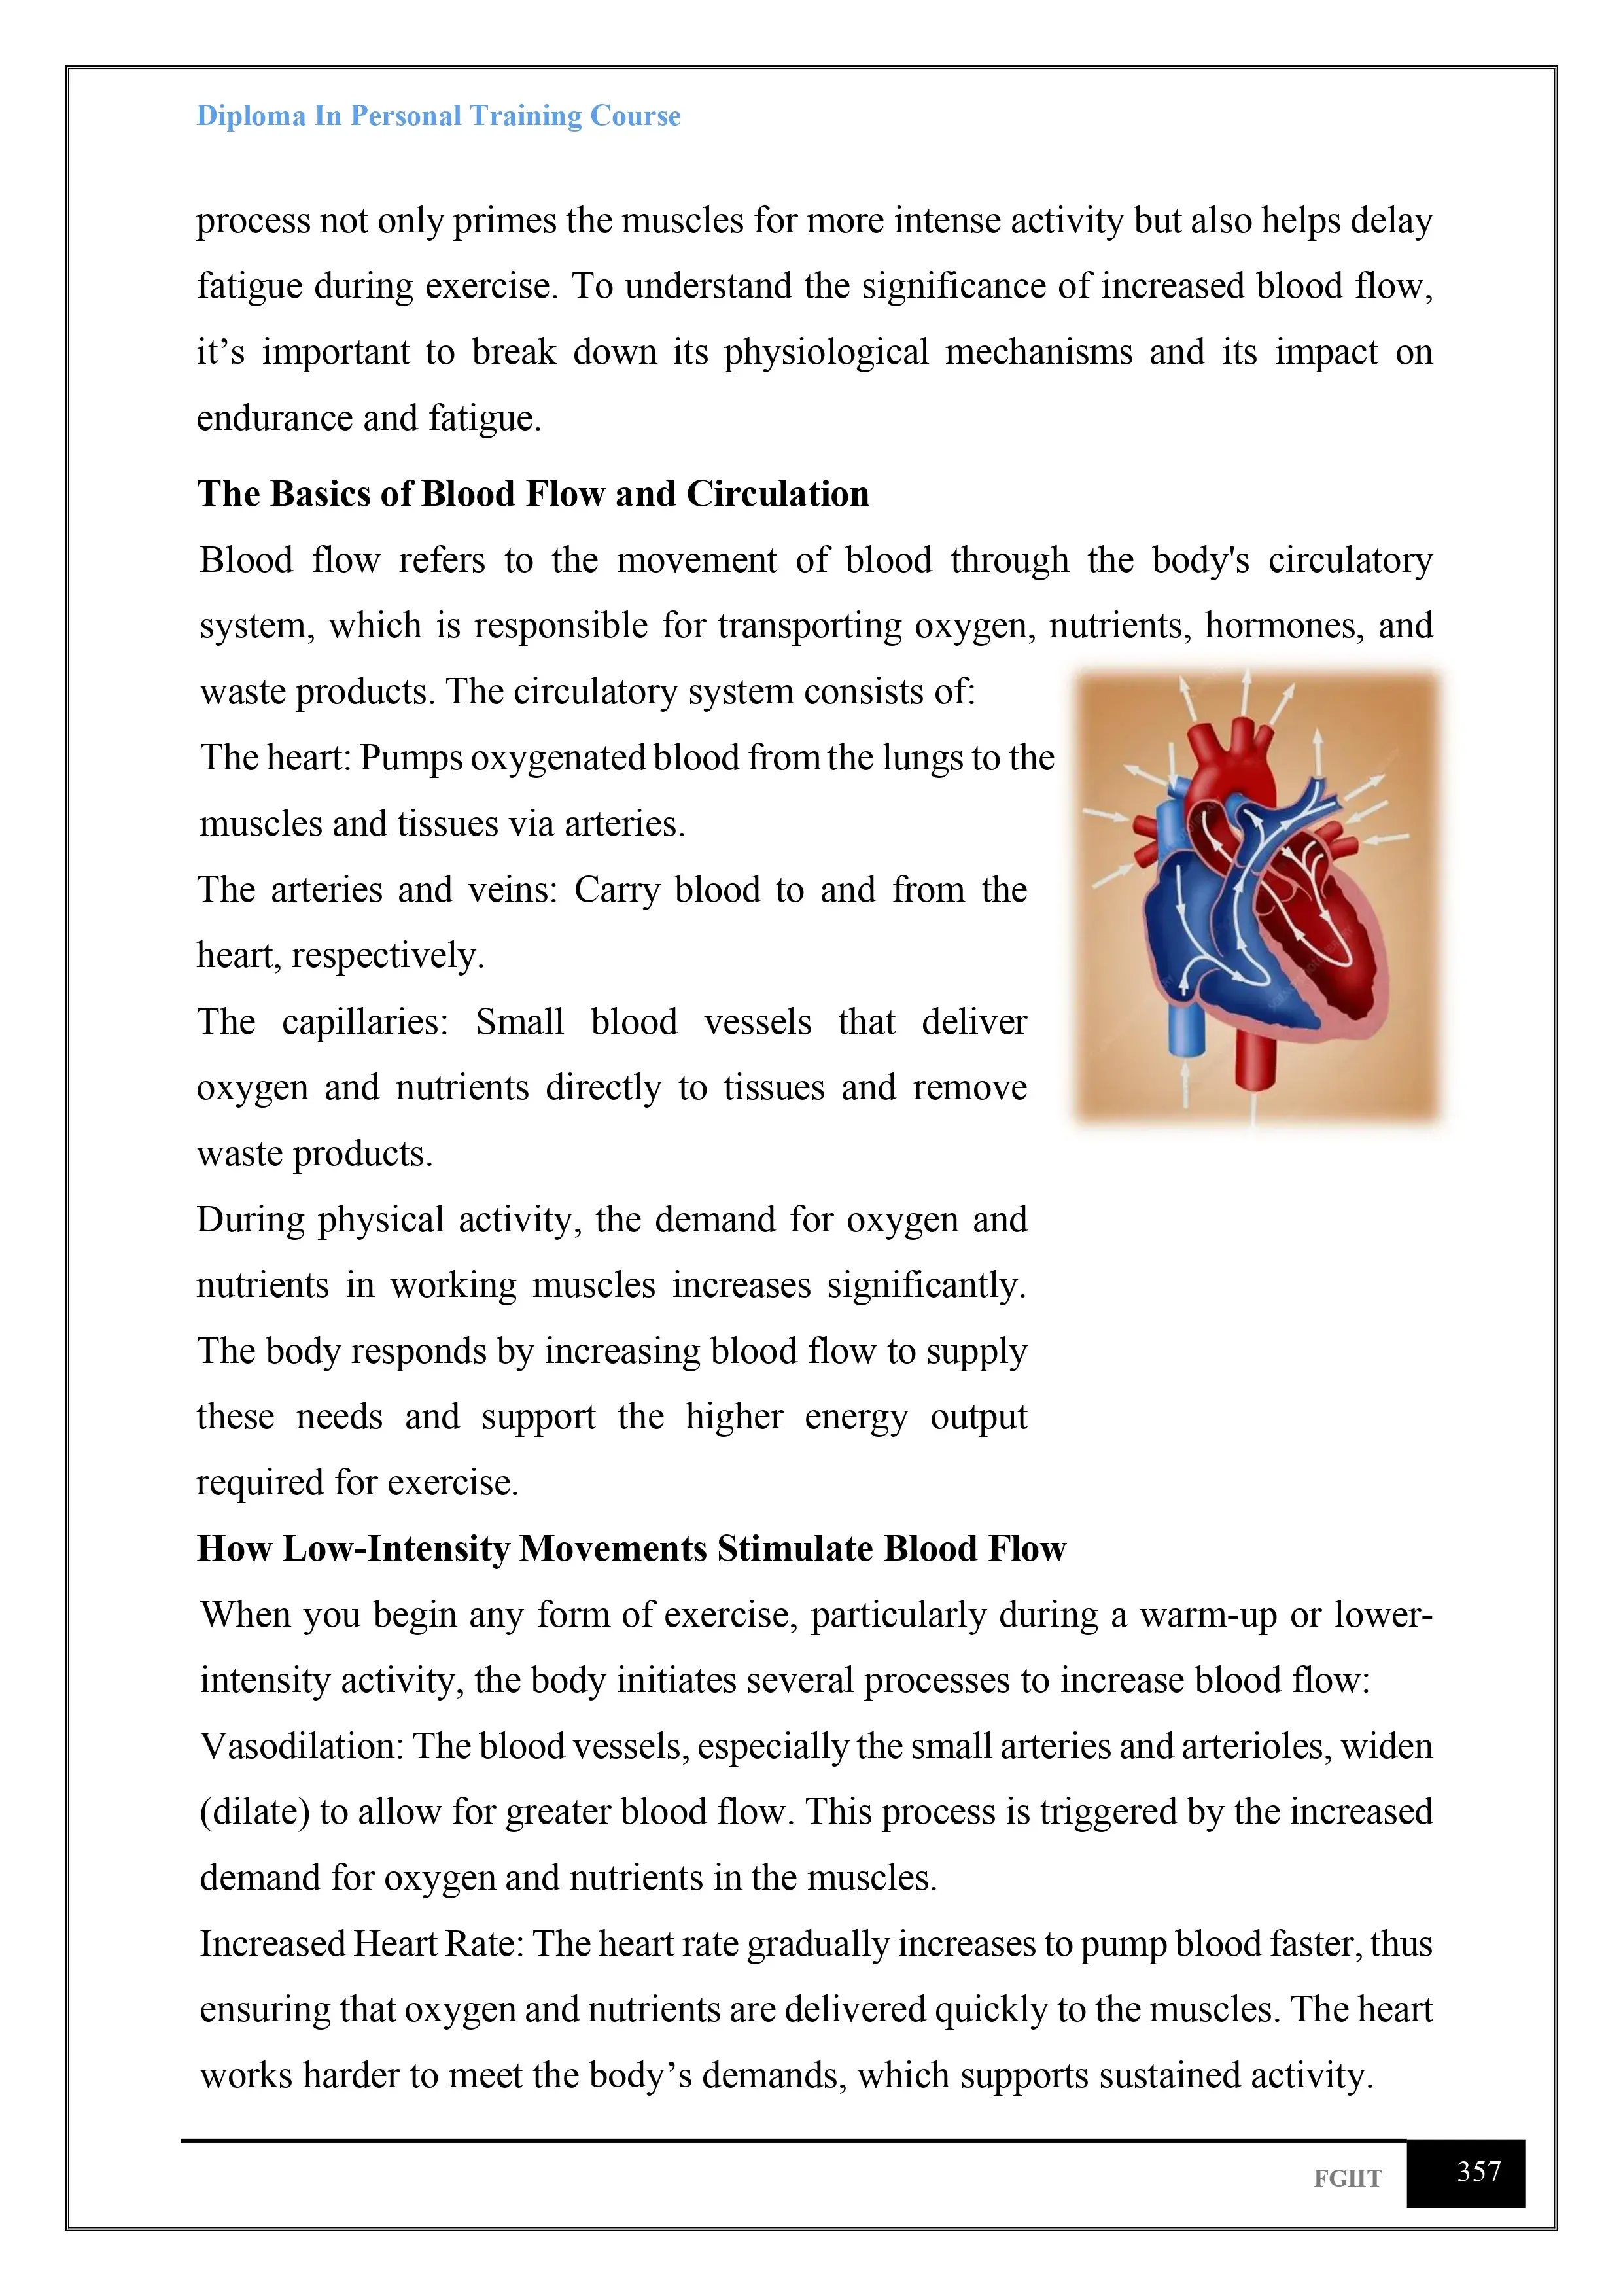 Diploma In Personal Training Course
process not only primes the muscles for more intense activity but also helps delay
fatigue during exercise. To understand the significance of increased blood flow,
it’s important to break down its physiological mechanisms and its impact on
endurance and fatigue.
The Basics of Blood Flow and Circulation
Blood flow refers to the movement of blood through the body's circulatory
system, which is responsible for transporting oxygen, nutrients, hormones, and
waste products. The circulatory system consists of:
The heart: Pumps oxygenated blood from the lungs to the
muscles and tissues via arteries.
The arteries and veins: Carry blood to and from the
heart, respectively.
The capillaries: Small blood vessels that deliver
oxygen and nutrients directly to tissues and remove
waste products.
During physical activity, the demand for oxygen and
nutrients in working muscles increases significantly.
The body responds by increasing blood flow to supply
these needs and support the higher energy output
required for exercise.
How Low-Intensity Movements Stimulate Blood Flow
When you begin any form of exercise, particularly during a warm-up or lower-
intensity activity, the body initiates several processes to increase blood flow:
Vasodilation: The blood vessels, especially the small arteries and arterioles, widen
(dilate) to allow for greater blood flow. This process is triggered by the increased
demand for oxygen and nutrients in the muscles.
Increased Heart Rate: The heart rate gradually increases to pump blood faster, thus
ensuring that oxygen and nutrients are delivered quickly to the muscles. The heart
works harder to meet the body’s demands, which supports sustained activity.
FGIIT
357